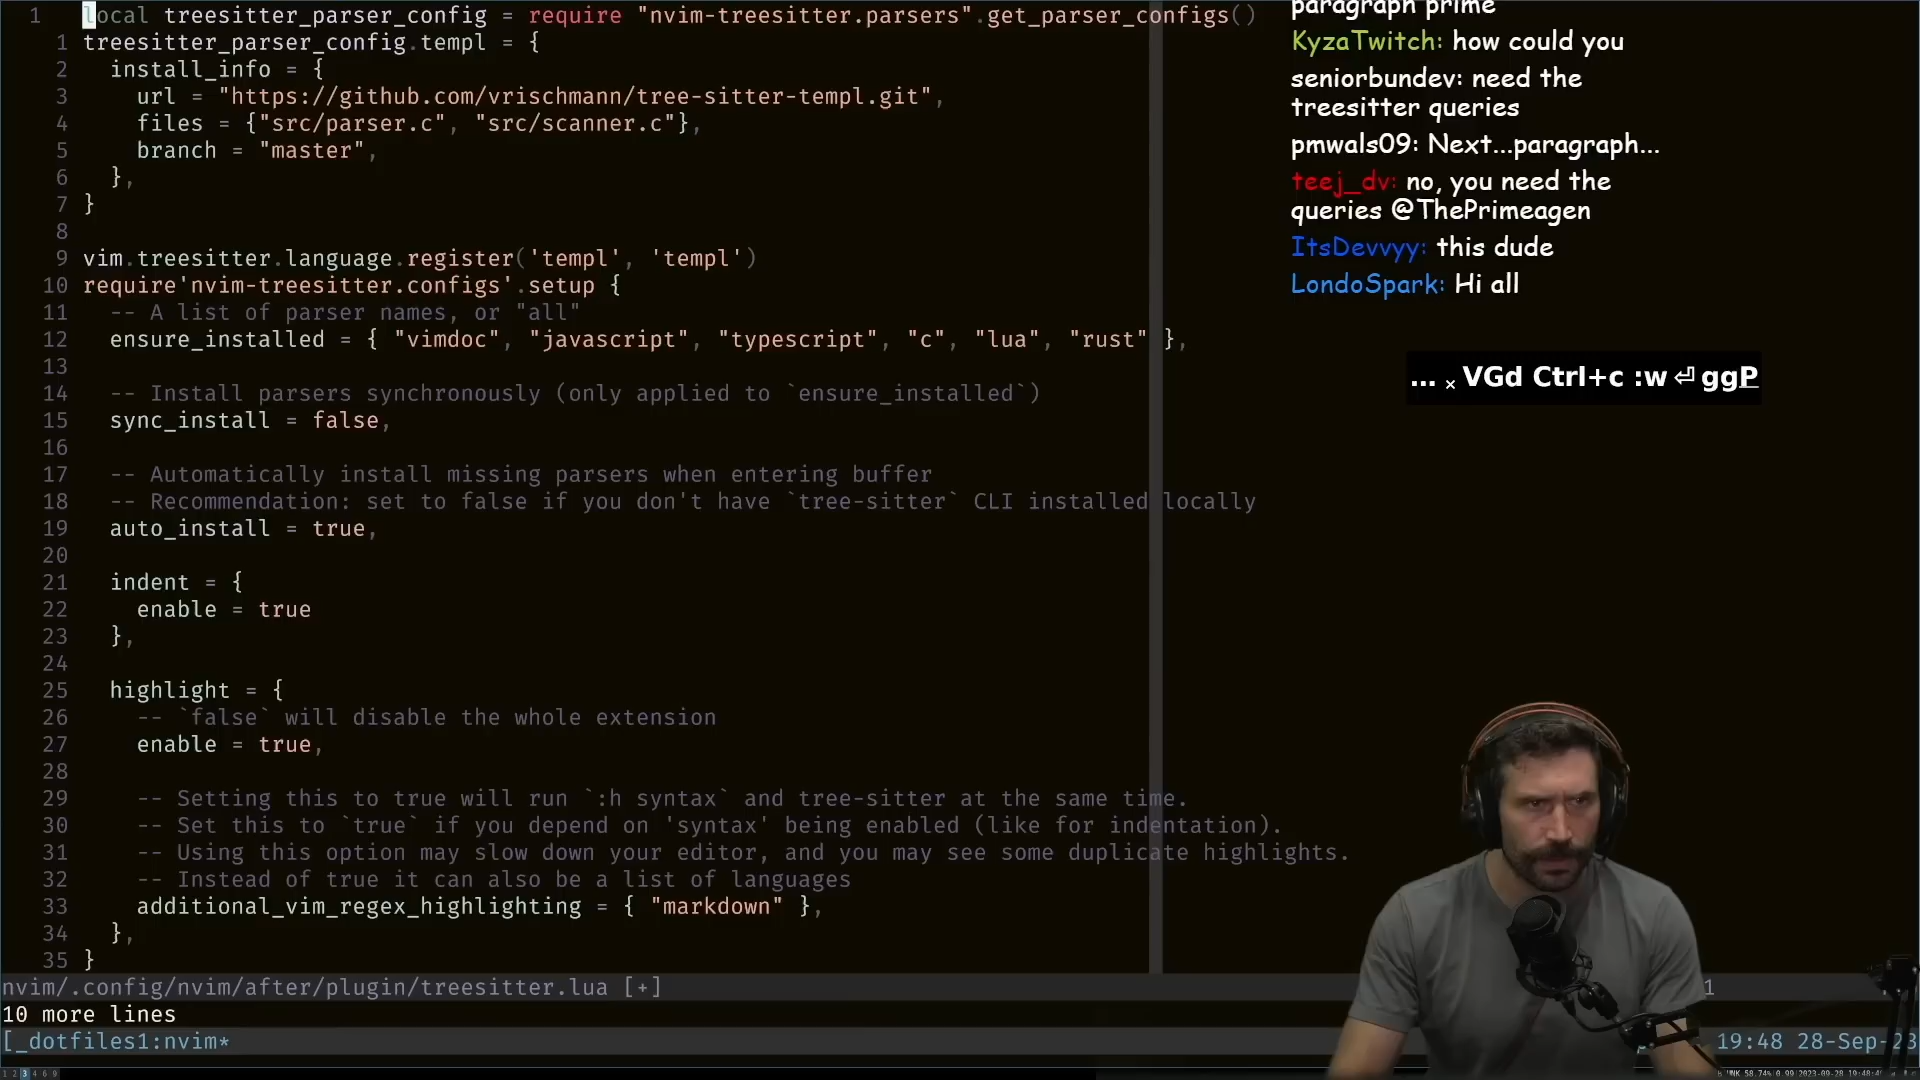 1 local treesitter_parser_config = require "nvim-treesitter.parsers".get_parser_configs()
1 treesitter_parser_config.templ = {
2 install_info = {
3 url = "https://github.com/vrischmann/tree-sitter-templ.git",
4 files = {"src/parser.c", "src/scanner.c"},
5 branch = "master",
6 },
7 }
8
9 vim.treesitter.language.register('templ', 'templ')
10 require'nvim-treesitter.configs'.setup {
11 -- A list of parser names, or "all"
12 ensure_installed = { "vimdoc", "javascript", "typescript", "c", "lua", "rust" },
13
14 -- Install parsers synchronously (only applied to `ensure_installed`)
15 sync_install = false,
16
17 -- Automatically install missing parsers when entering buffer
18 -- Recommendation: set to false if you don't have `tree-sitter` CLI installed locally
19 auto_install = true,
20
21 indent = {
22 enable = true
23 },
24
25 highlight = {
26 -- `false` will disable the whole extension
27 enable = true,
28
29 -- Setting this to true will run `:h syntax` and tree-sitter at the same time.
30 -- Set this to `true` if you depend on 'syntax' being enabled (like for indentation).
31 -- Using this option may slow down your editor, and you may see some duplicate highlights.
32 -- Instead of true it can also be a list of languages
33 additional_vim_regex_highlighting = { "markdown" },
34 },
35 }
nvim/.config/nvim/after/plugin/treesitter.lua [+]
10 more lines
[_dotfiles1:nvim*
19:48 28-Sep-23
paragraph prime
KyzaTwitch: how could you
seniorbundev: need the
treesitter queries
pmwals09: Next...paragraph...
teej_dv: no, you need the
queries @ThePrimeagen
ItsDevvyy: this dude
LondoSpark: Hi all
... × VGd Ctrl+c :w⏎ggP